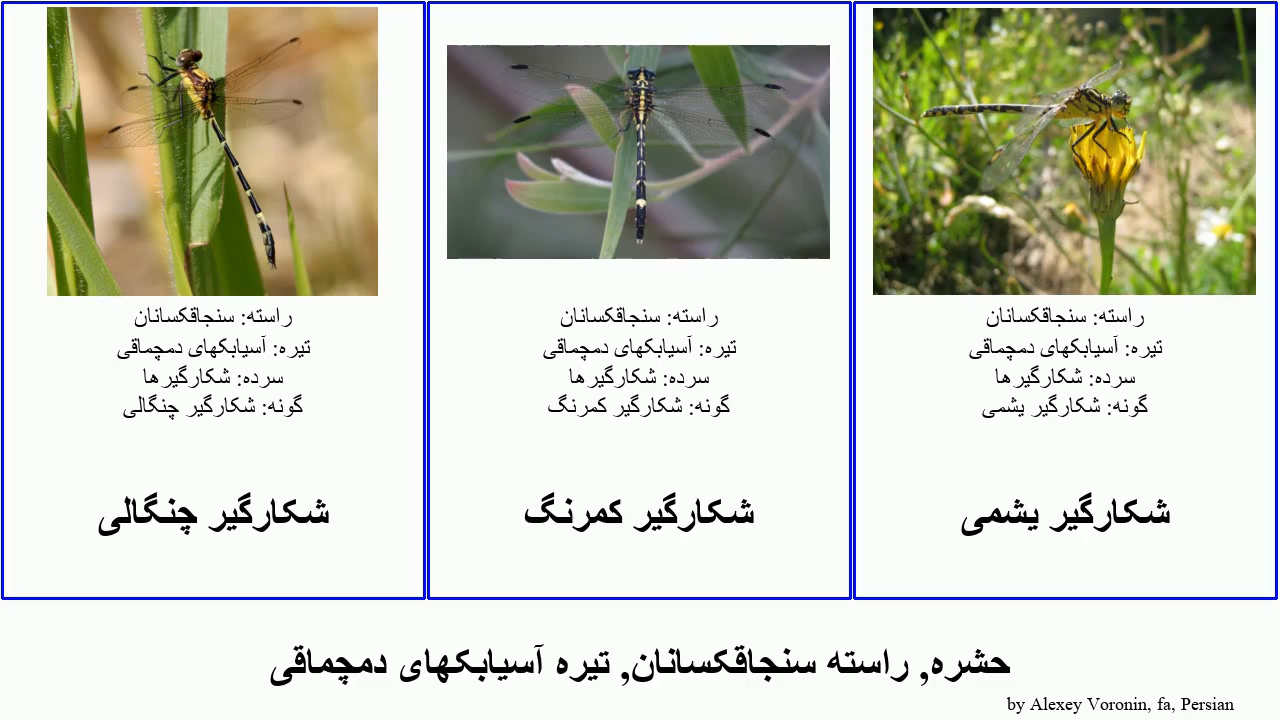 راسته: سنجاقکسانان
تیره: آسیابکهای دمچماقی
سرده: شکارگیرها
گونه: شکارگیر چنگالی
شکارگیر چنگالی
راسته: سنجاقکسانان
تیره: آسیابکهای دمچماقی
سرده: شکارگیرها
گونه: شکارگیر کمرنگ
شکارگیر کمرنگ
راسته: سنجاقکسانان
تیره: آسیابکهای دمچماقی
سرده: شکارگیرها
گونه: شکارگیر یشمی
شکارگیر یشمی
حشره, راسته سنجاقکسانان, تیره آسیابکهای دمچماقی
by Alexey Voronin, fa, Persian